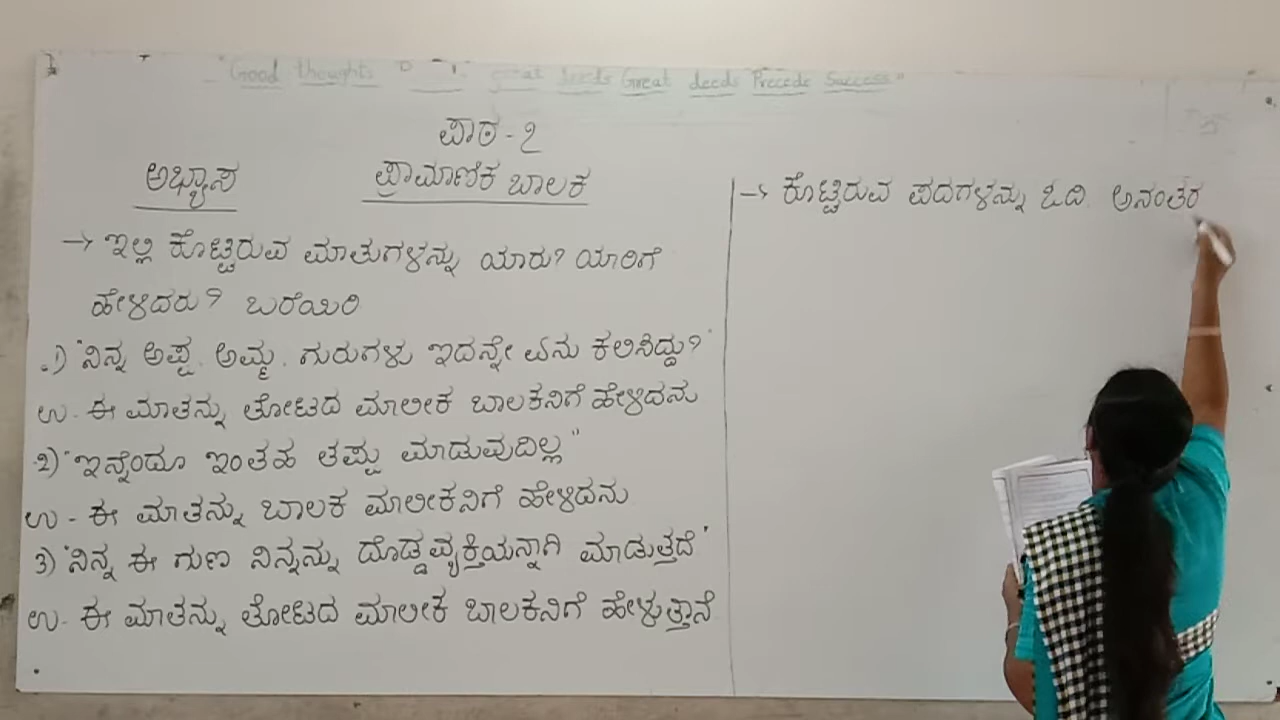 "Good thoughts great deeds Great deeds Precede Success"
ಪಾಠ - ೨
ಅಭ್ಯಾಸ ಪ್ರಾಮಾಣಿಕ ಬಾಲಕ
→ ಇಲ್ಲಿ ಕೊಟ್ಟಿರುವ ಮಾತುಗಳನ್ನು ಯಾರು? ಯಾರಿಗೆ
ಹೇಳಿದರು? ಬರೆಯಿರಿ
1) "ನಿನ್ನ ಅಪ್ಪ, ಅಮ್ಮ, ಗುರುಗಳು ಇದನ್ನೇ ಏನು ಕಲಿಸಿದ್ದು?"
ಉ- ಈ ಮಾತನ್ನು ತೋಟದ ಮಾಲೀಕ ಬಾಲಕನಿಗೆ ಹೇಳಿದನು
2) "ಇನ್ನೆಂದೂ ಇಂತಹ ತಪ್ಪು ಮಾಡುವುದಿಲ್ಲ"
ಉ - ಈ ಮಾತನ್ನು ಬಾಲಕ ಮಾಲೀಕನಿಗೆ ಹೇಳಿದನು
3) "ನಿನ್ನ ಈ ಗುಣ ನಿನ್ನನ್ನು ದೊಡ್ಡವ್ಯಕ್ತಿಯನ್ನಾಗಿ ಮಾಡುತ್ತದೆ"
ಉ- ಈ ಮಾತನ್ನು ತೋಟದ ಮಾಲೀಕ ಬಾಲಕನಿಗೆ ಹೇಳುತ್ತಾನೆ
→ ಕೊಟ್ಟಿರುವ ಪದಗಳನ್ನು ಓದಿ. ಅನಂತರ